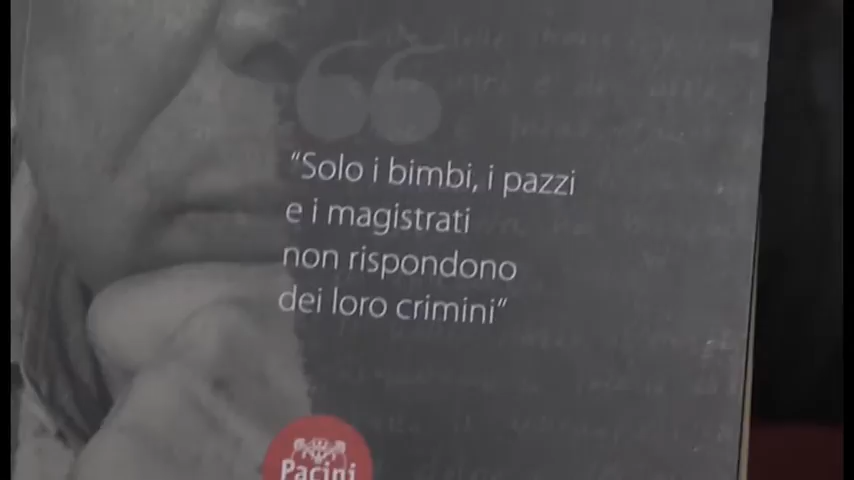 “Solo i bimbi, i pazzi
e i magistrati
non rispondono
dei loro crimini”
Pacini